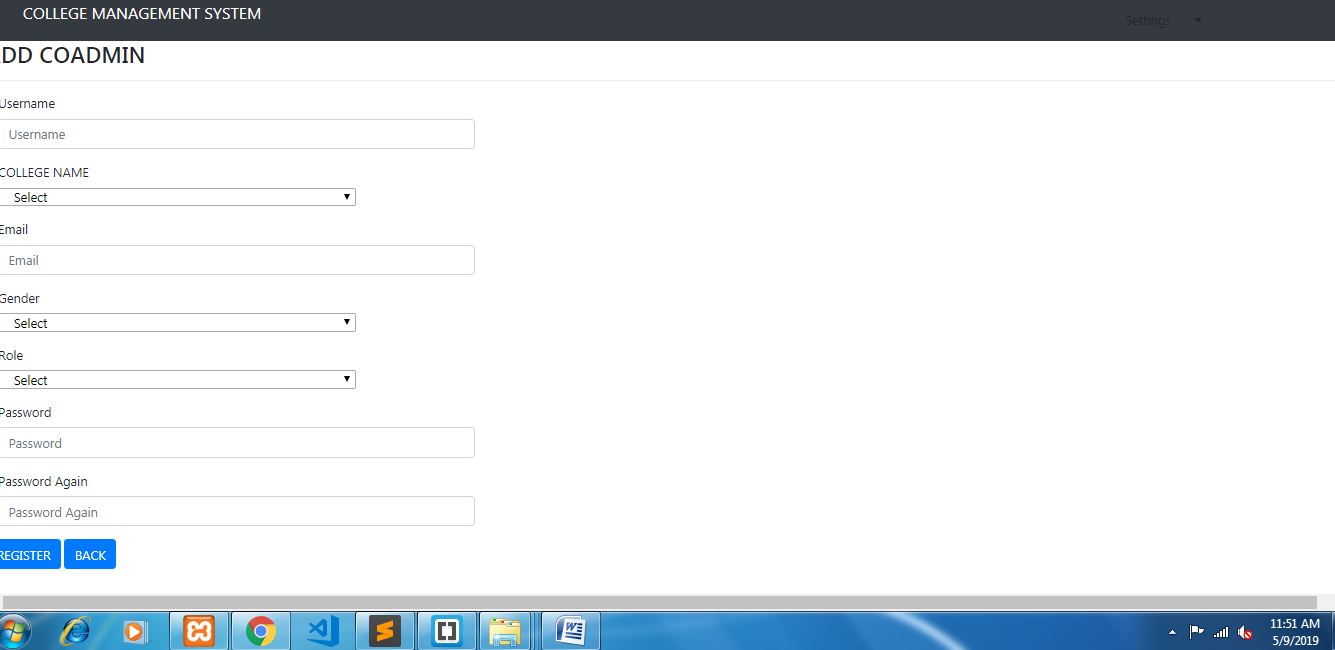 COLLEGE MANAGEMENT SYSTEM
Settings
DD COADMIN
Username
Username
COLLEGE NAME
Select
Email
Email
Gender
Select
Role
Select
Password
Password
Password Again
Password Again
REGISTER BACK
11:51 AM
5/9/2019